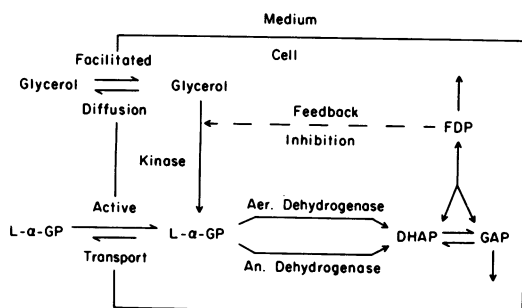 Medium
Facilitated
Cell
Glycerol
Glycerol
Diffusion
Feedback
FDP
Inhibition
Kinase
Active
Aer. Dehydrogenase
L-α-GP
L-α-GP
DHAP
GAP
Transport
An. Dehydrogenase